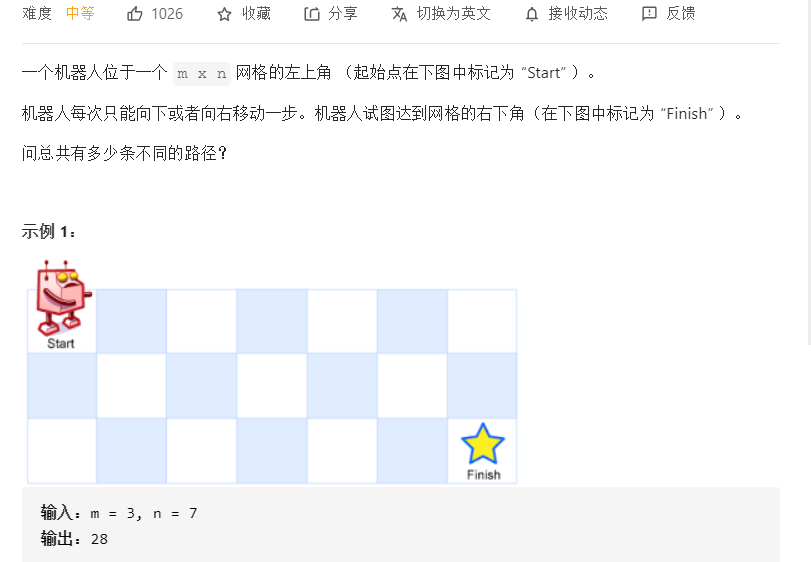 难度 中等 1026 收藏 分享 切换为英文 接收动态 反馈
一个机器人位于一个 m x n 网格的左上角 （起始点在下图中标记为 “Start” ）。
机器人每次只能向下或者向右移动一步。机器人试图达到网格的右下角（在下图中标记为 “Finish” ）。
问总共有多少条不同的路径？
示例 1：
Start
Finish
输入：m = 3, n = 7
输出：28